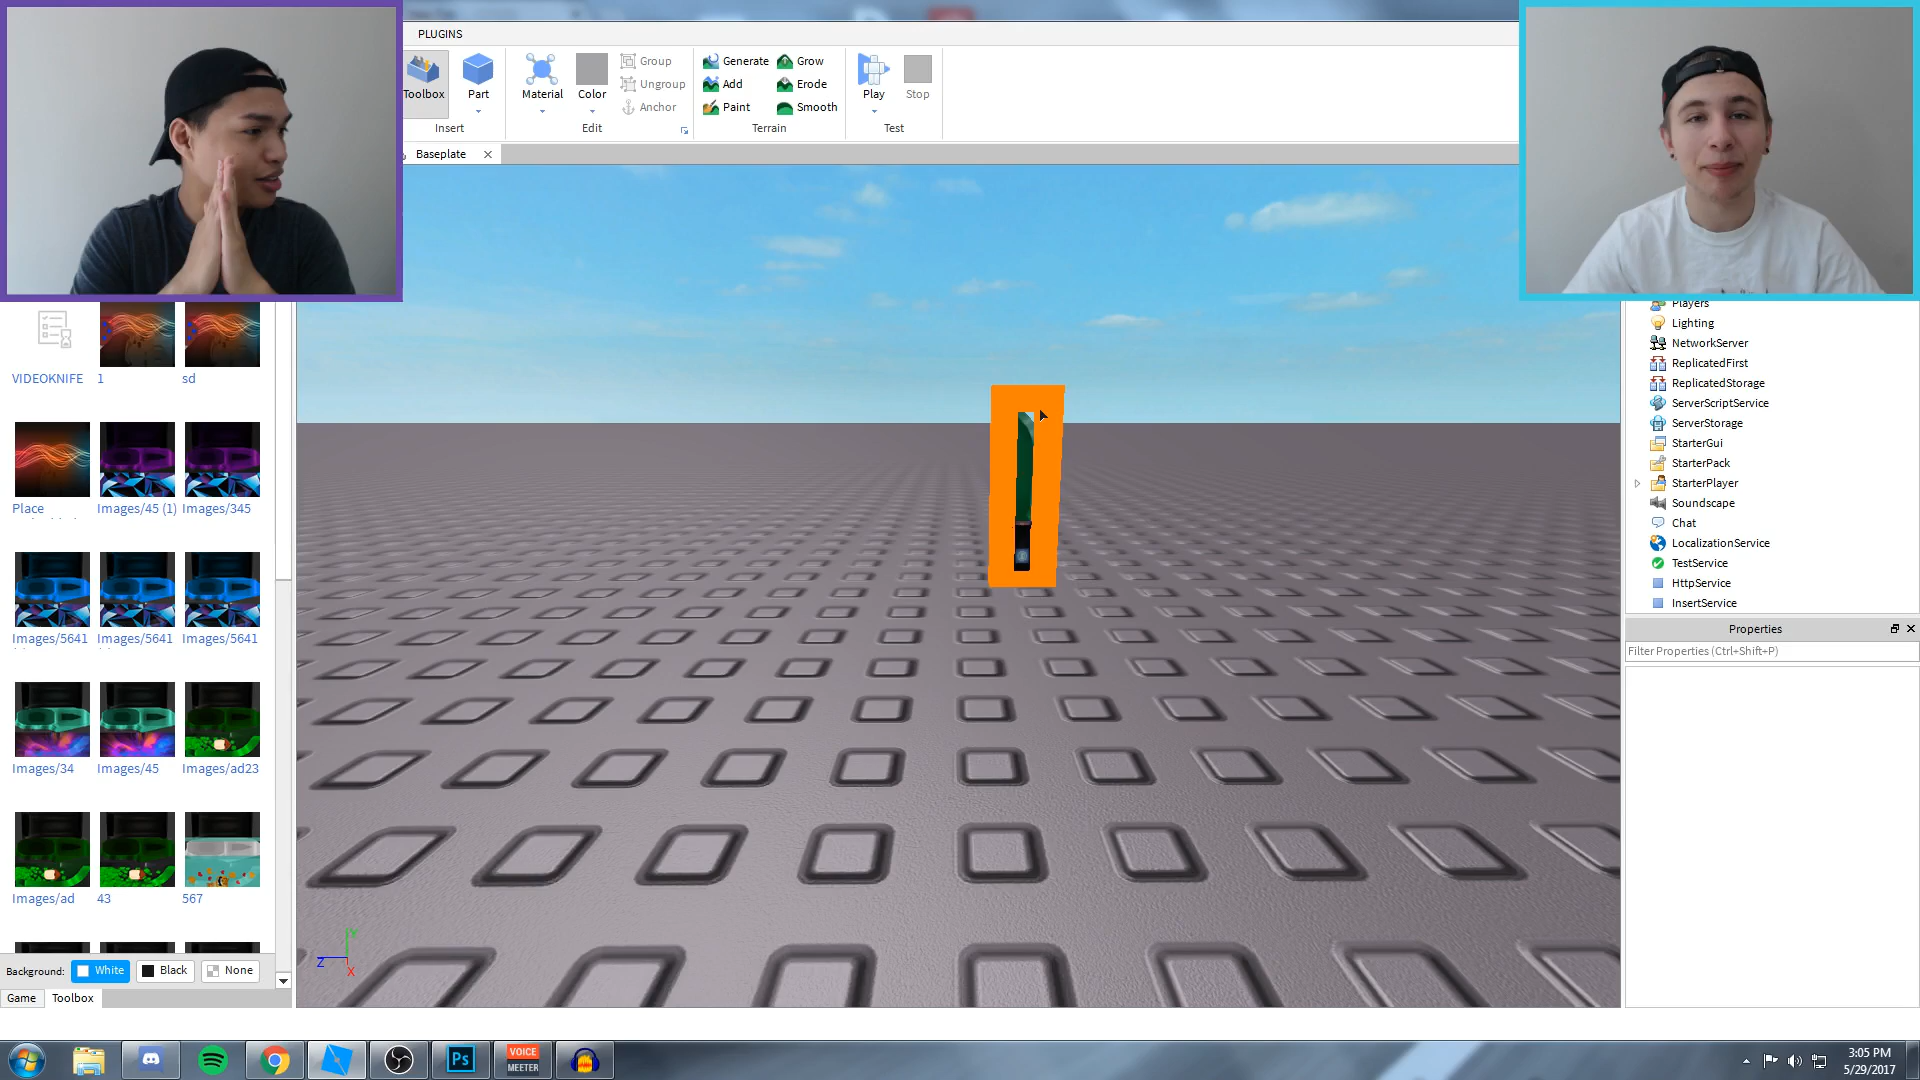 PLUGINS
Toolbox
Part
Material
Color
Group
Ungroup
Anchor
Generate
Add
Paint
Grow
Erode
Smooth
Play
Stop
Insert
Edit
Terrain
Test
Baseplate
VIDEOKNIFE
1
sd
Place
Images/45 (1)
Images/345
Images/5641
Images/5641
Images/5641
Images/34
Images/45
Images/ad23
Images/ad
43
567
Background:
White
Black
None
Game
Toolbox
Y
Z
X
Players
Lighting
NetworkServer
ReplicatedFirst
ReplicatedStorage
ServerScriptService
ServerStorage
StarterGui
StarterPack
StarterPlayer
Soundscape
Chat
LocalizationService
TestService
HttpService
InsertService
Properties
Filter Properties (Ctrl+Shift+P)
Ps
VOICE
MEETER
3:05 PM
5/29/2017